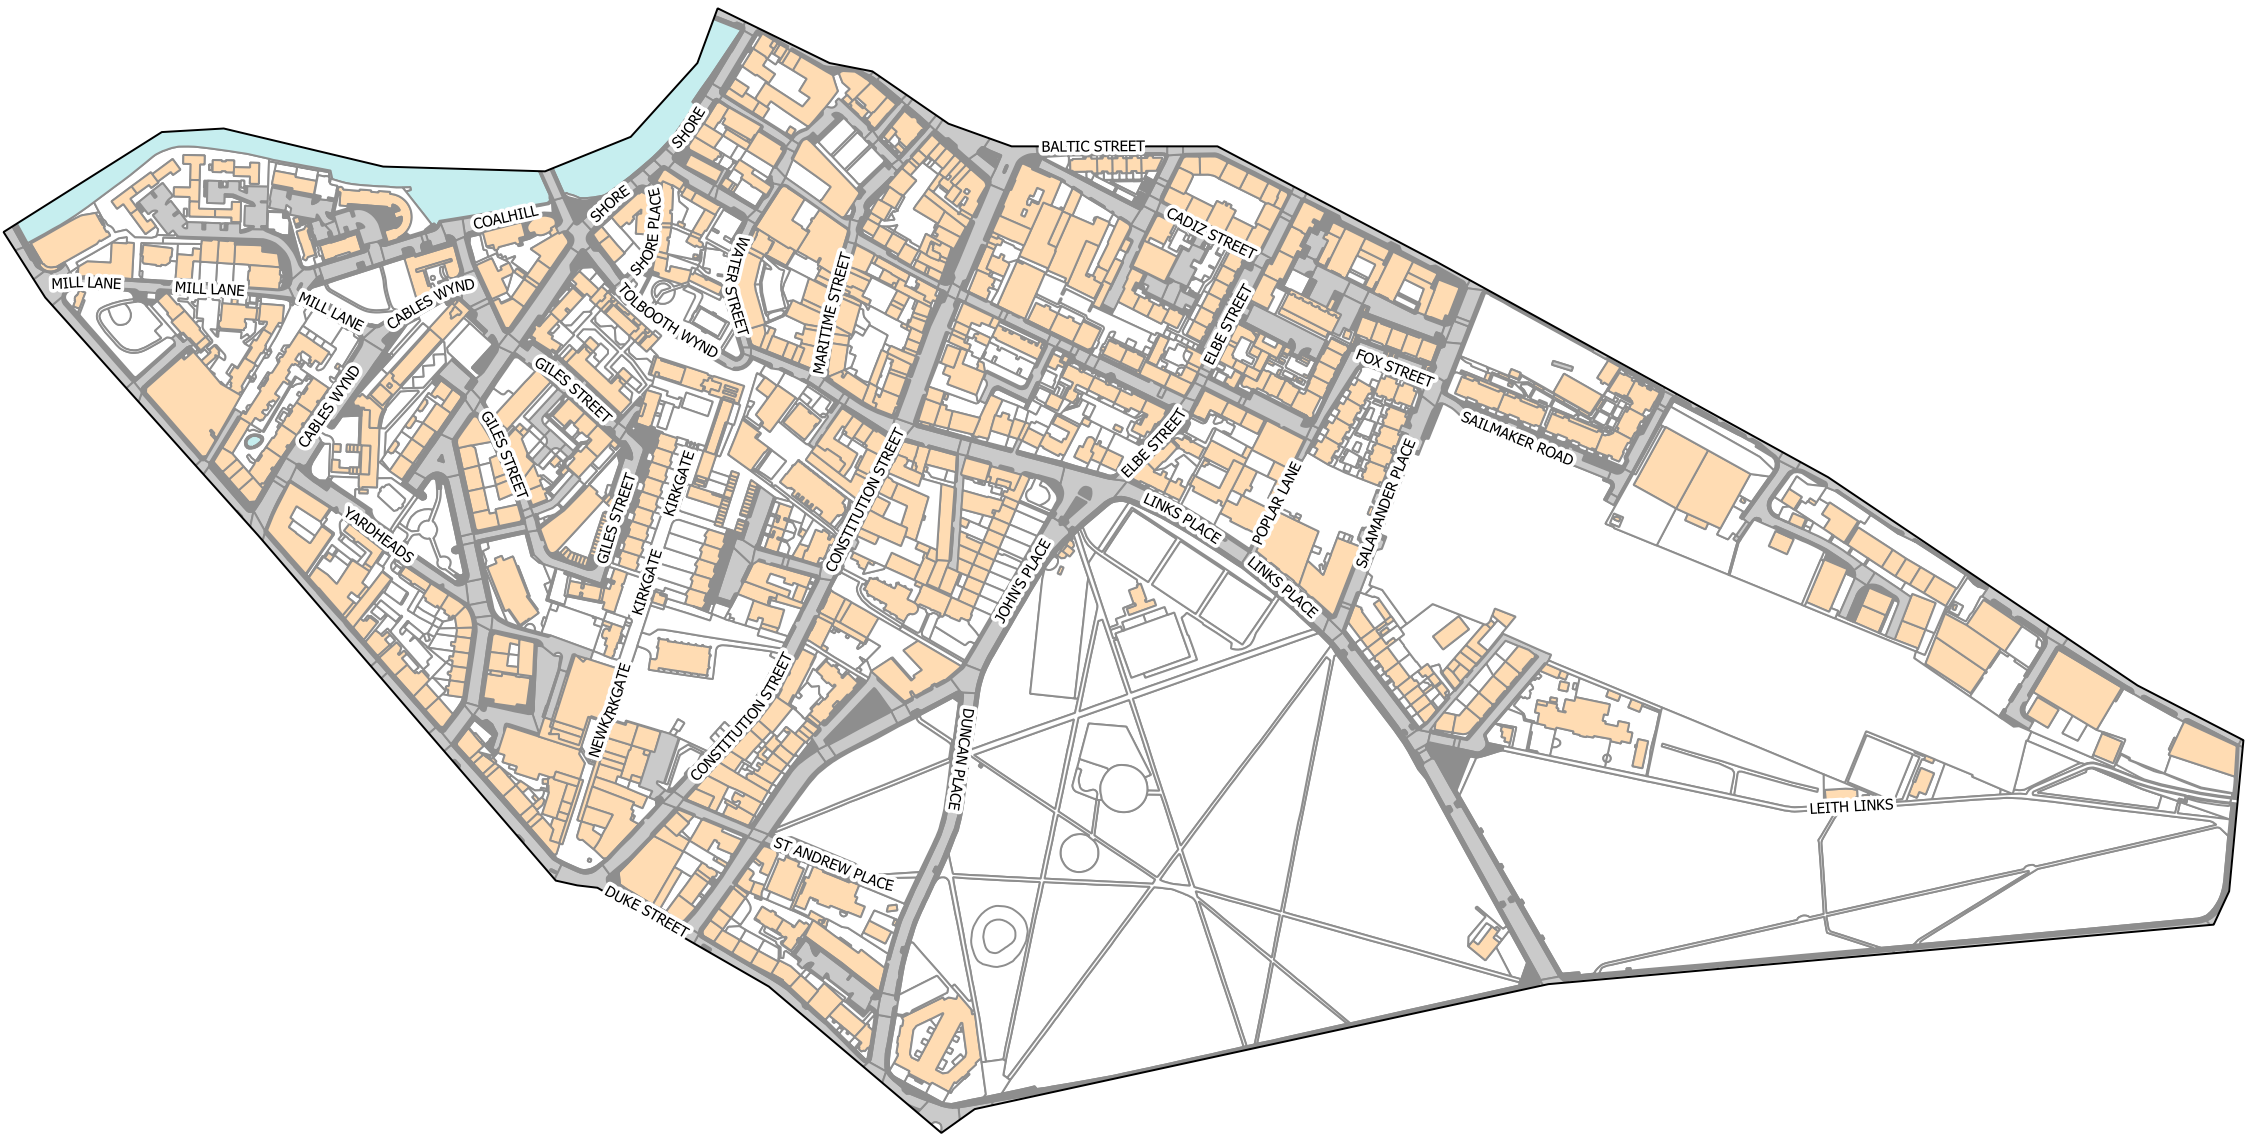 BALTIC STREET
SHORE
COALHILL
SHORE
SHORE PLACE
CADIZ STREET
WATER STREET
MARITIME STREET
MILL LANE
MILL LANE
MILL LANE
CABLES WYND
TOLBOOTH WYND
ELBE STREET
FOX STREET
GILES STREET
CABLES WYND
GILES STREET
SAILMAKER ROAD
ELBE STREET
KIRKGATE
CONSTITUTION STREET
POPLAR LANE
SALAMANDER PLACE
GILES STREET
YARDHEADS
LINKS PLACE
JOHN'S PLACE
KIRKGATE
LINKS PLACE
NEWKIRKGATE
CONSTITUTION STREET
DUNCAN PLACE
LEITH LINKS
ST ANDREW PLACE
DUKE STREET